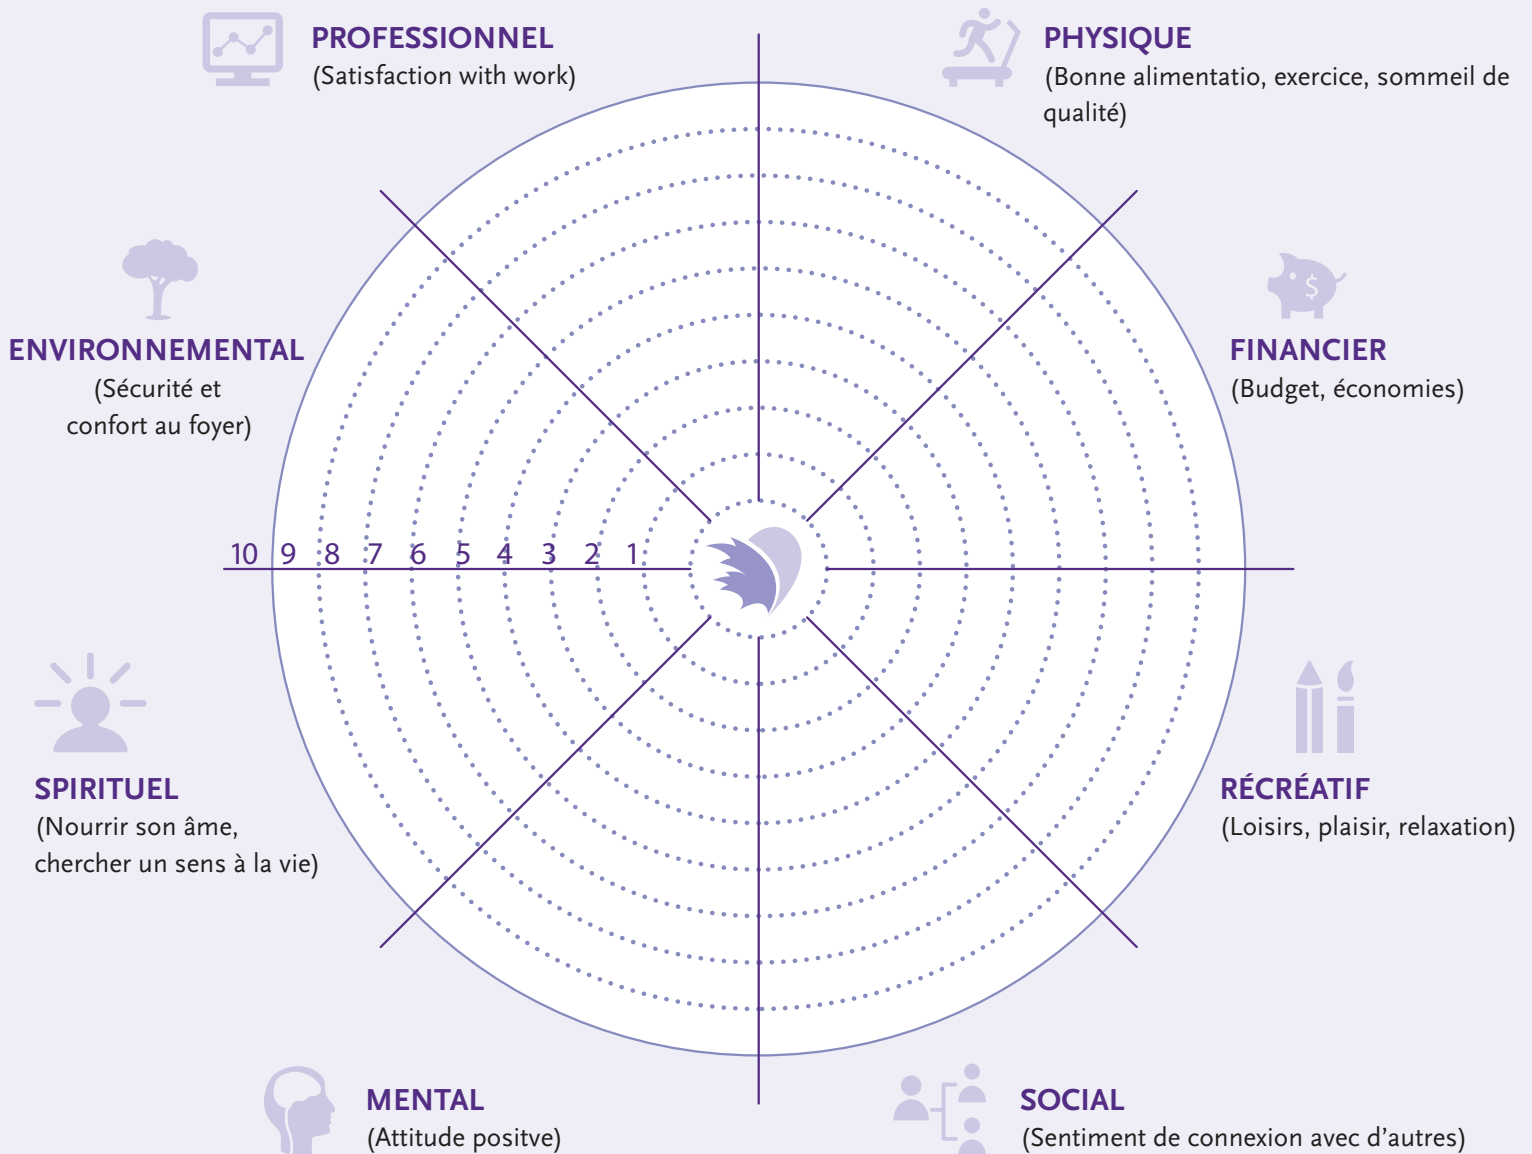 PROFESSIONNEL
(Satisfaction with work)
PHYSIQUE
(Bonne alimentatio, exercice, sommeil de
qualité)
ENVIRONNEMENTAL
(Sécurité et
confort au foyer)
$
FINANCIER
(Budget, économies)
10 9 8 7 6 5 4 3 2 1
SPIRITUEL
(Nourrir son âme,
chercher un sens à la vie)
RÉCRÉATIF
(Loisirs, plaisir, relaxation)
MENTAL
(Attitude positve)
SOCIAL
(Sentiment de connexion avec d’autres)